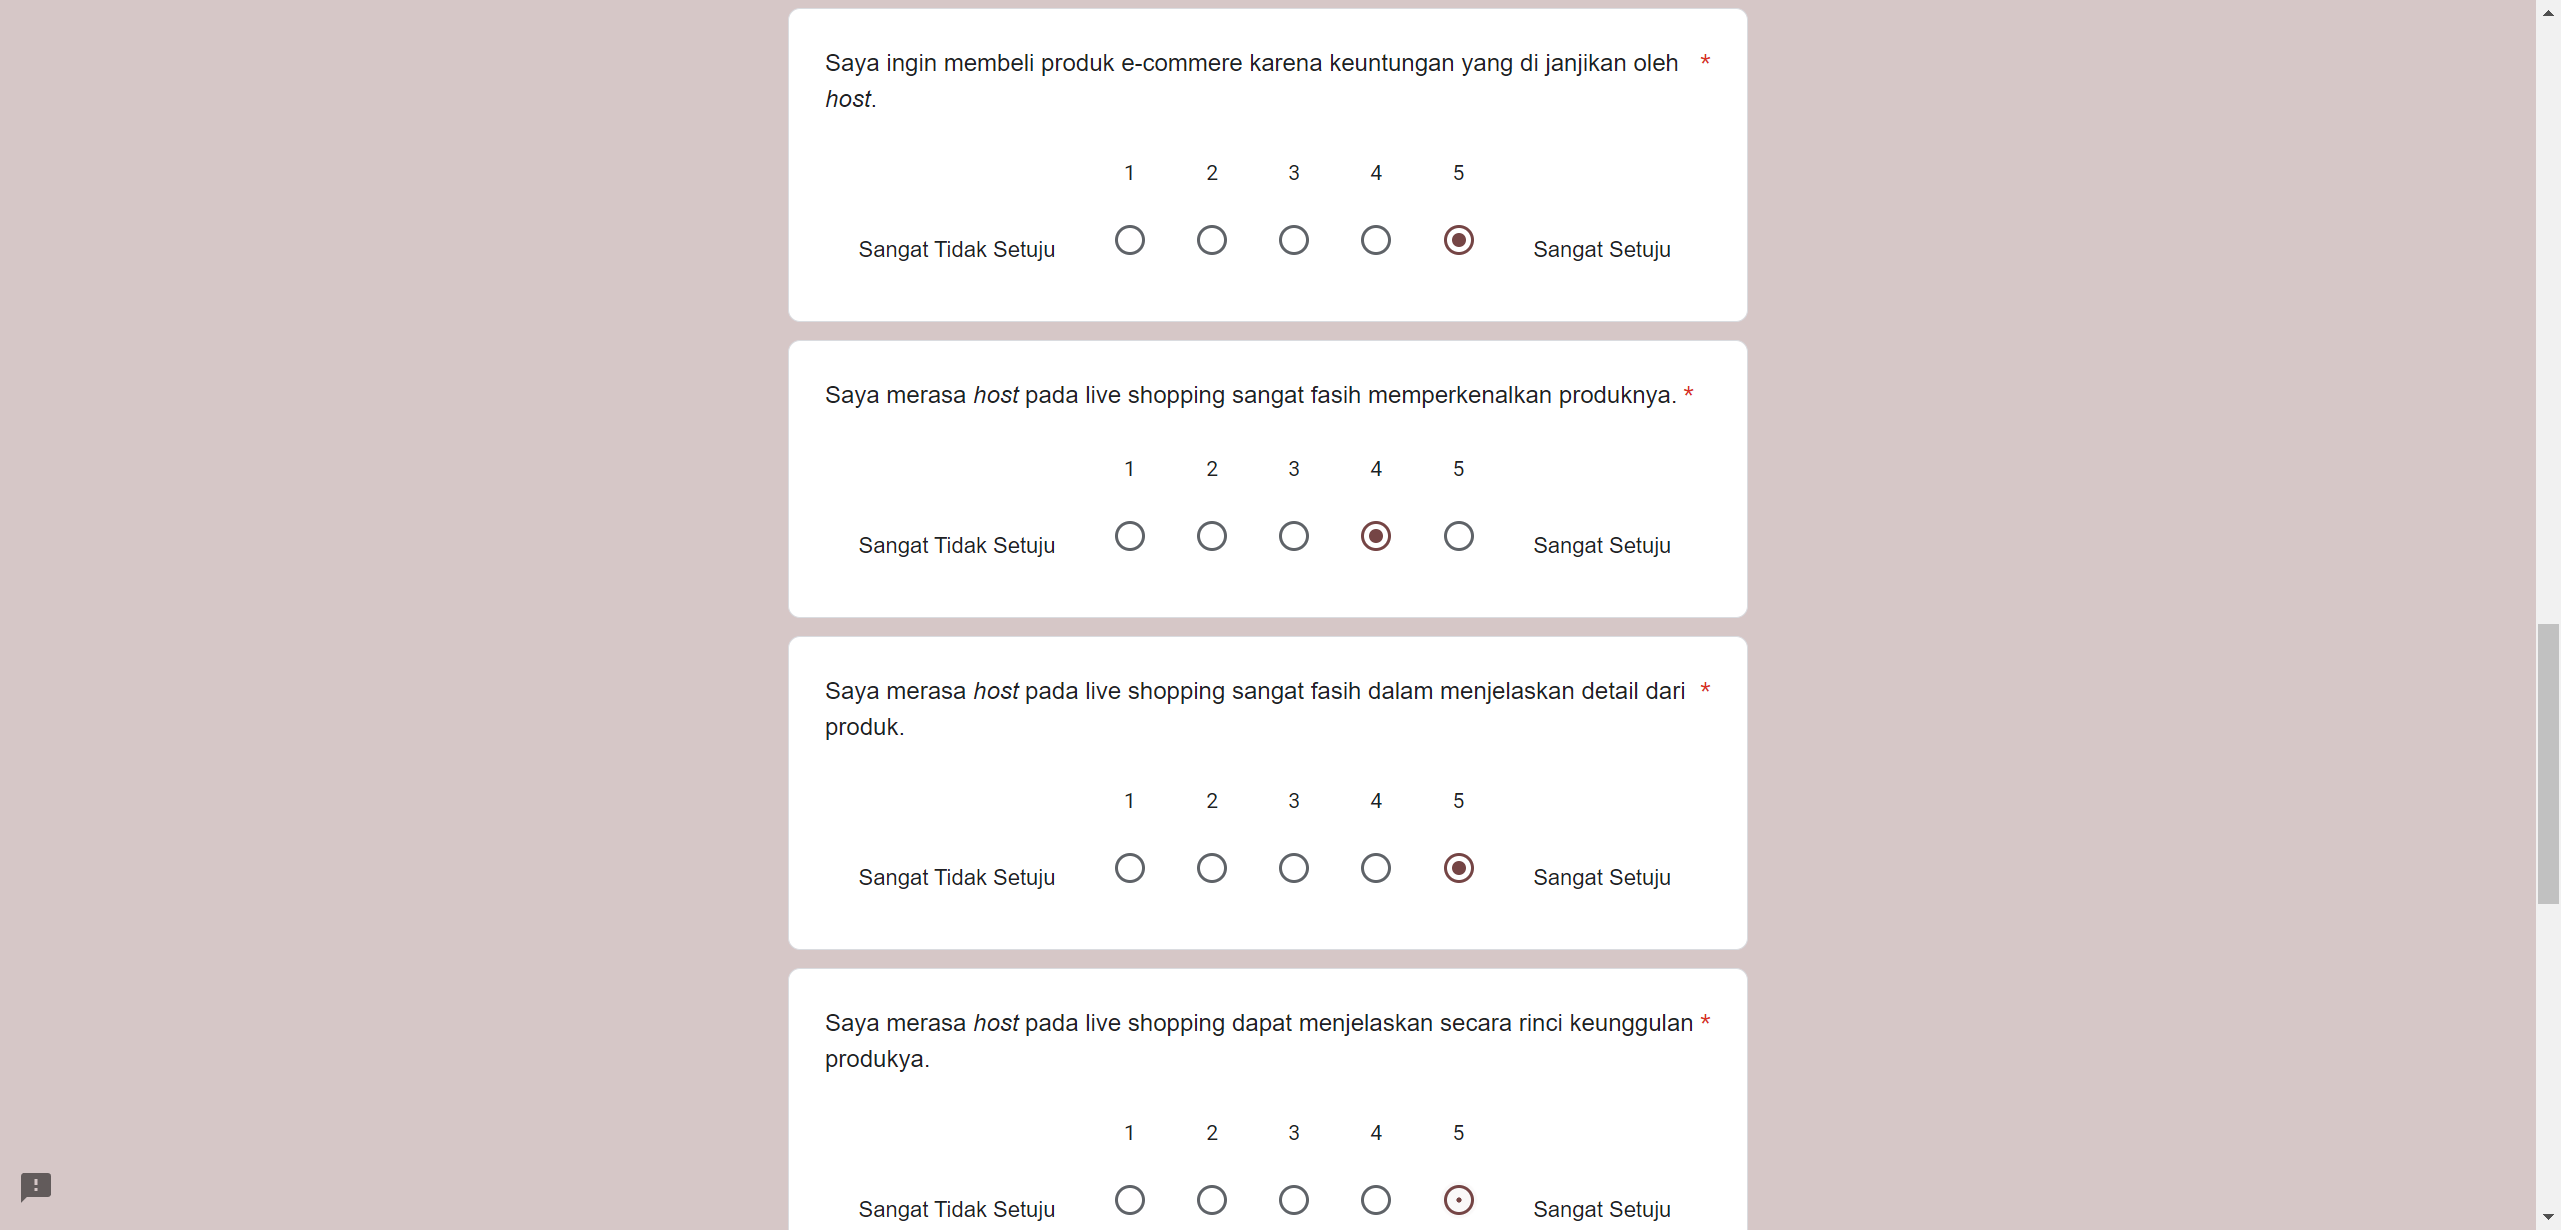 Saya ingin membeli produk e-commere karena keuntungan yang di janjikan oleh *
host.
1 2 3 4 5
Sangat Tidak Setuju Sangat Setuju
Saya merasa host pada live shopping sangat fasih memperkenalkan produknya. *
1 2 3 4 5
Sangat Tidak Setuju Sangat Setuju
Saya merasa host pada live shopping sangat fasih dalam menjelaskan detail dari *
produk.
1 2 3 4 5
Sangat Tidak Setuju Sangat Setuju
Saya merasa host pada live shopping dapat menjelaskan secara rinci keunggulan *
produkya.
1 2 3 4 5
Sangat Tidak Setuju Sangat Setuju